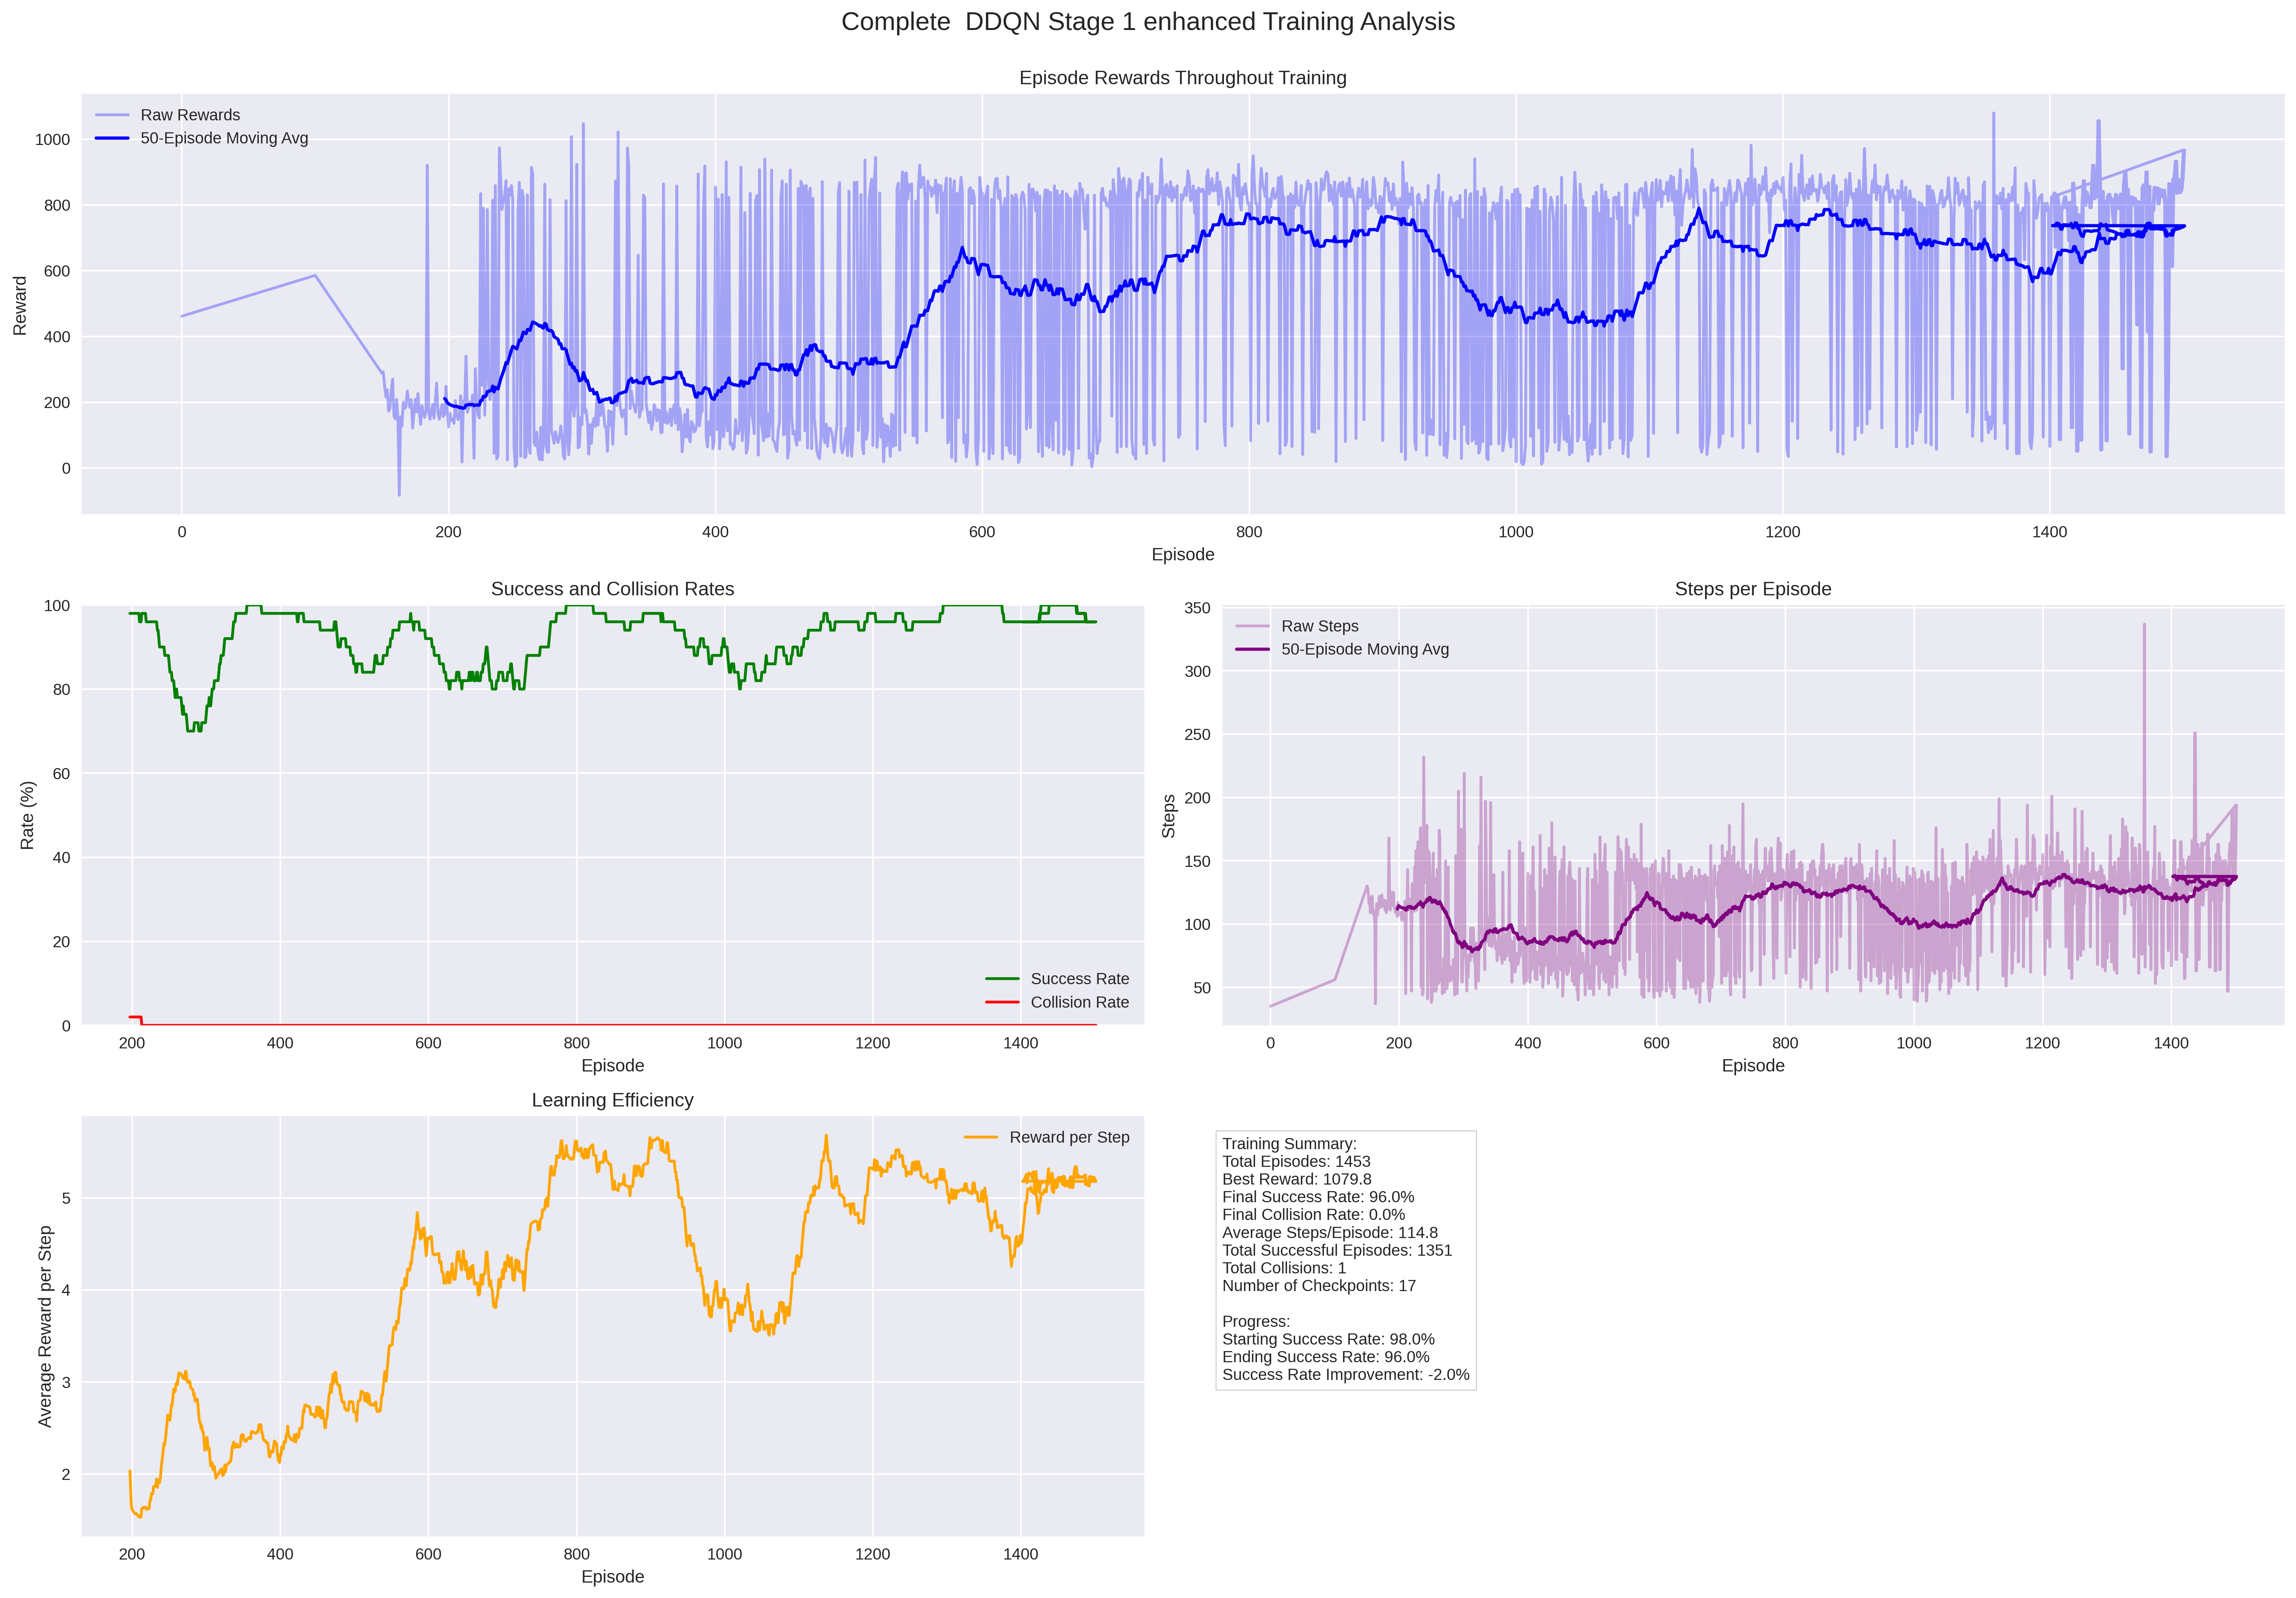 Complete  DDQN Stage 1 enhanced Training Analysis
Episode Rewards Throughout Training
Raw Rewards
50-Episode Moving Avg
Reward
1000
800
600
400
200
0
0 200 400 600 800 1000 1200 1400
Episode
Success and Collision Rates
Rate (%)
100
80
60
40
20
0
Success Rate
Collision Rate
200 400 600 800 1000 1200 1400
Episode
Steps per Episode
Raw Steps
50-Episode Moving Avg
Steps
350
300
250
200
150
100
50
0 200 400 600 800 1000 1200 1400
Episode
Learning Efficiency
Reward per Step
Average Reward per Step
5
4
3
2
200 400 600 800 1000 1200 1400
Episode
Training Summary:
Total Episodes: 1453
Best Reward: 1079.8
Final Success Rate: 96.0%
Final Collision Rate: 0.0%
Average Steps/Episode: 114.8
Total Successful Episodes: 1351
Total Collisions: 1
Number of Checkpoints: 17
Progress:
Starting Success Rate: 98.0%
Ending Success Rate: 96.0%
Success Rate Improvement: -2.0%